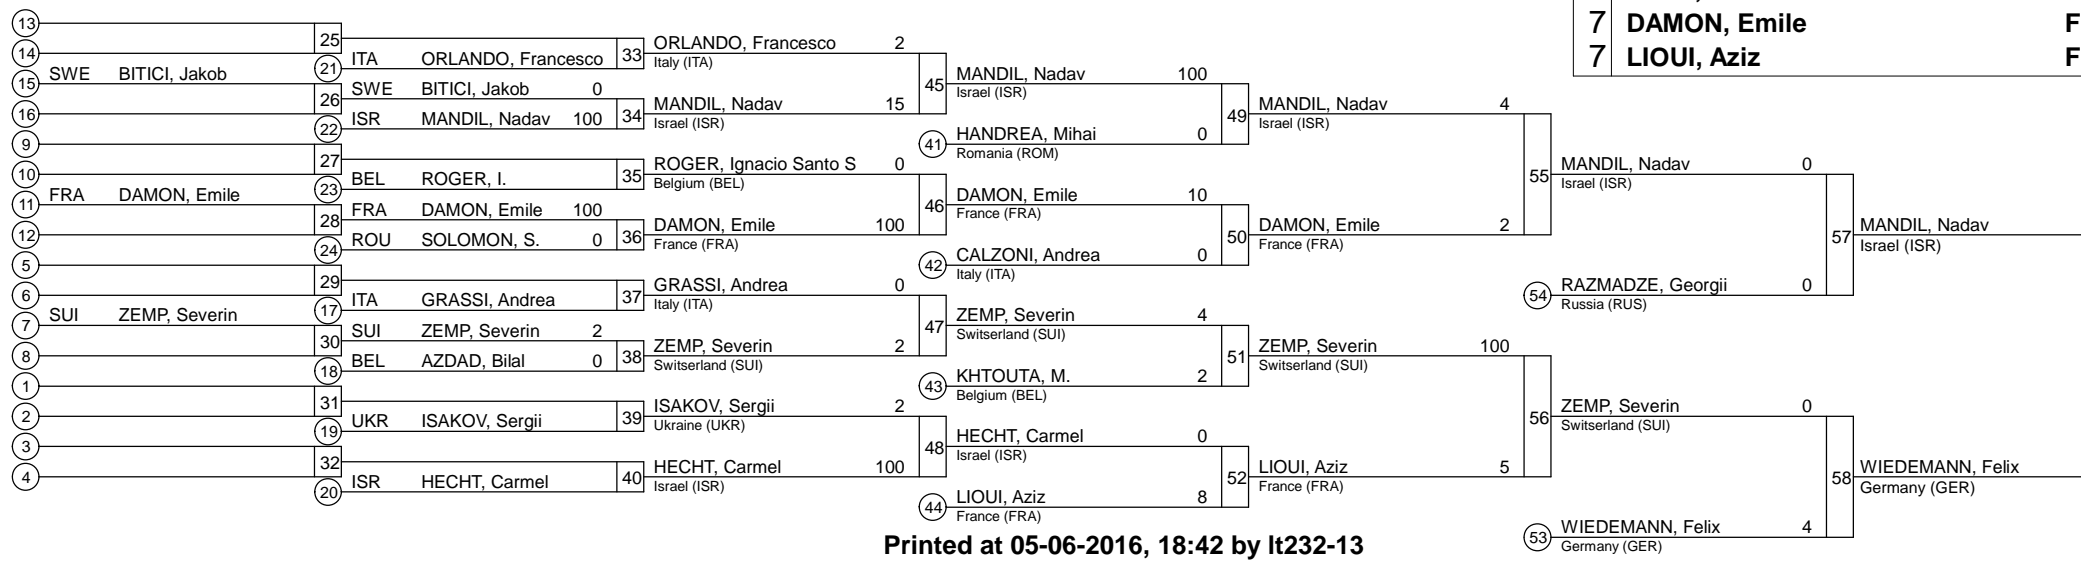 7 DAMON, Emile F
7 LIOUI, Aziz F
13
14
15 SWE BITICI, Jakob
16
9
10
11 FRA DAMON, Emile
12
5
6
7 SUI ZEMP, Severin
8
1
2
3
4
25
21 ITA ORLANDO, Francesco
26 SWE BITICI, Jakob 0
22 ISR MANDIL, Nadav 100
27
23 BEL ROGER, I.
28 FRA DAMON, Emile 100
24 ROU SOLOMON, S. 0
29
17 ITA GRASSI, Andrea
30 SUI ZEMP, Severin 2
18 BEL AZDAD, Bilal 0
31
19 UKR ISAKOV, Sergii
32
20 ISR HECHT, Carmel
33 ORLANDO, Francesco 2
Italy (ITA)
34 MANDIL, Nadav 15
Israel (ISR)
35 ROGER, Ignacio Santo S 0
Belgium (BEL)
36 DAMON, Emile 100
France (FRA)
37 GRASSI, Andrea 0
Italy (ITA)
38 ZEMP, Severin 2
Switserland (SUI)
39 ISAKOV, Sergii 2
Ukraine (UKR)
40 HECHT, Carmel 100
Israel (ISR)
45 MANDIL, Nadav 100
Israel (ISR)
41 HANDREA, Mihai 0
Romania (ROM)
46 DAMON, Emile 10
France (FRA)
42 CALZONI, Andrea 0
Italy (ITA)
47 ZEMP, Severin 4
Switserland (SUI)
43 KHTOUTA, M. 2
Belgium (BEL)
48 HECHT, Carmel 0
Israel (ISR)
44 LIOUI, Aziz 8
France (FRA)
49 MANDIL, Nadav 4
Israel (ISR)
50 DAMON, Emile 2
France (FRA)
51 ZEMP, Severin 100
Switserland (SUI)
52 LIOUI, Aziz 5
France (FRA)
55 MANDIL, Nadav 0
Israel (ISR)
54 RAZMADZE, Georgii 0
Russia (RUS)
56 ZEMP, Severin 0
Switserland (SUI)
53 WIEDEMANN, Felix 4
Germany (GER)
57 MANDIL, Nadav
Israel (ISR)
58 WIEDEMANN, Felix
Germany (GER)
Printed at 05-06-2016, 18:42 by lt232-13